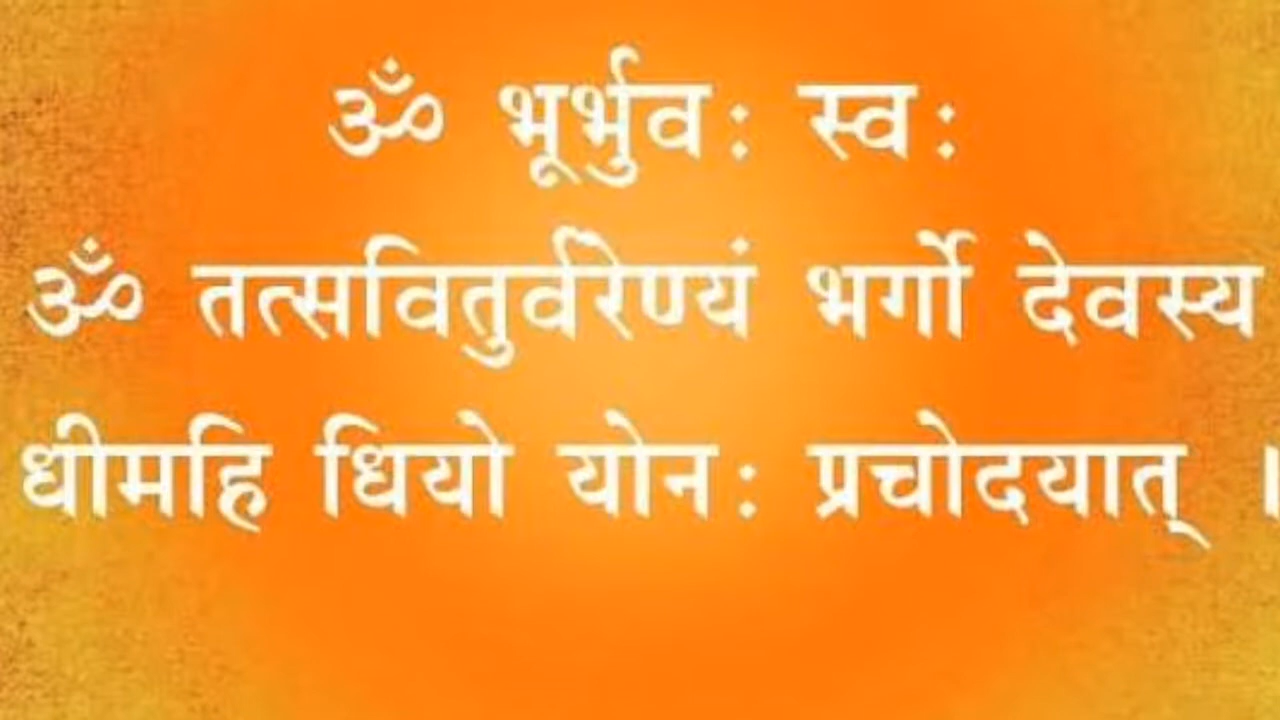 ॐ भूर्भुव: स्व:
ॐ तत्सवितुर्वरेण्यं भर्गो देवस्य
धीमहि धियो योन: प्रचोदयात् ।